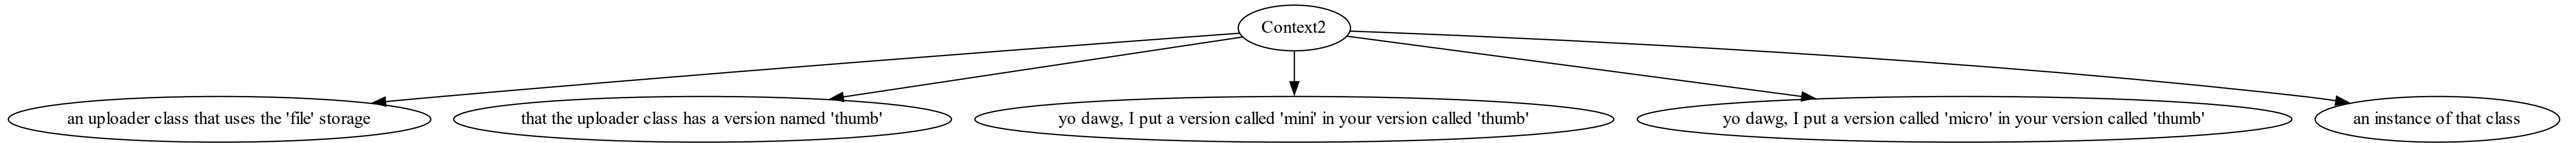 Context2
an uploader class that uses the 'file' storage
that the uploader class has a version named 'thumb'
yo dawg, I put a version called 'mini' in your version called 'thumb'
yo dawg, I put a version called 'micro' in your version called 'thumb'
an instance of that class